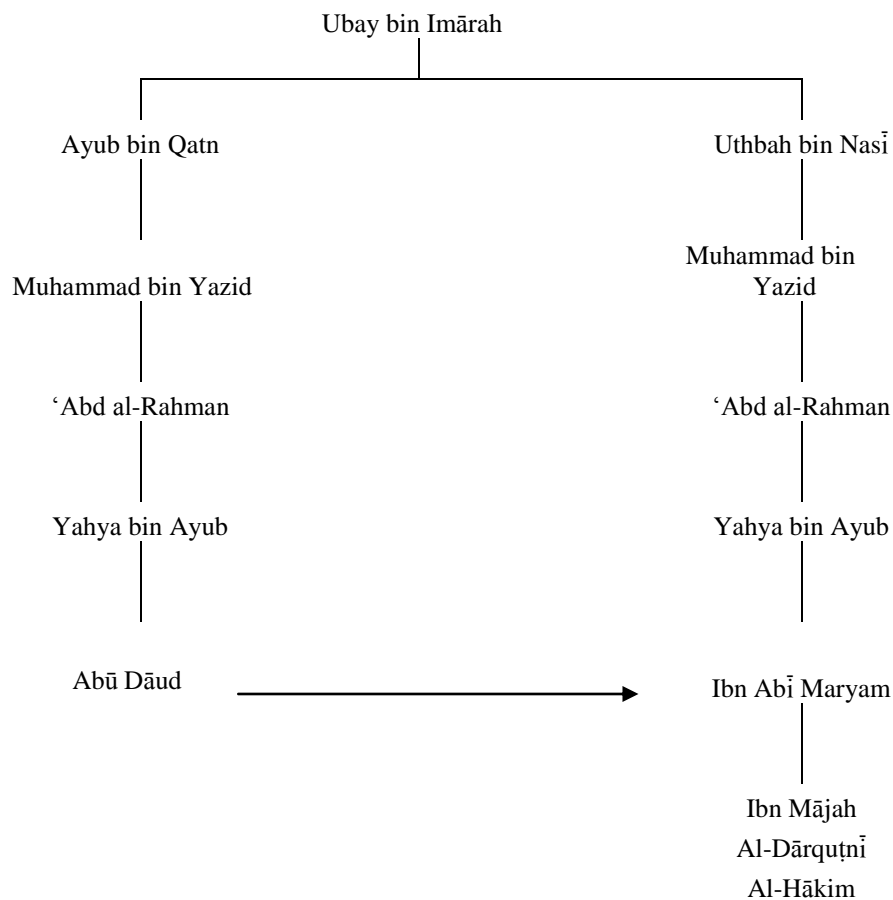 Ubay bin Imārah
Ayub bin Qatn
Uthbah bin Nasī
Muhammad bin Yazid
Muhammad bin
Yazid
‘Abd al-Rahman
‘Abd al-Rahman
Yahya bin Ayub
Yahya bin Ayub
Abū Dāud
Ibn Abī Maryam
Ibn Mājah
Al-Dārquṭnī
Al-Hākim